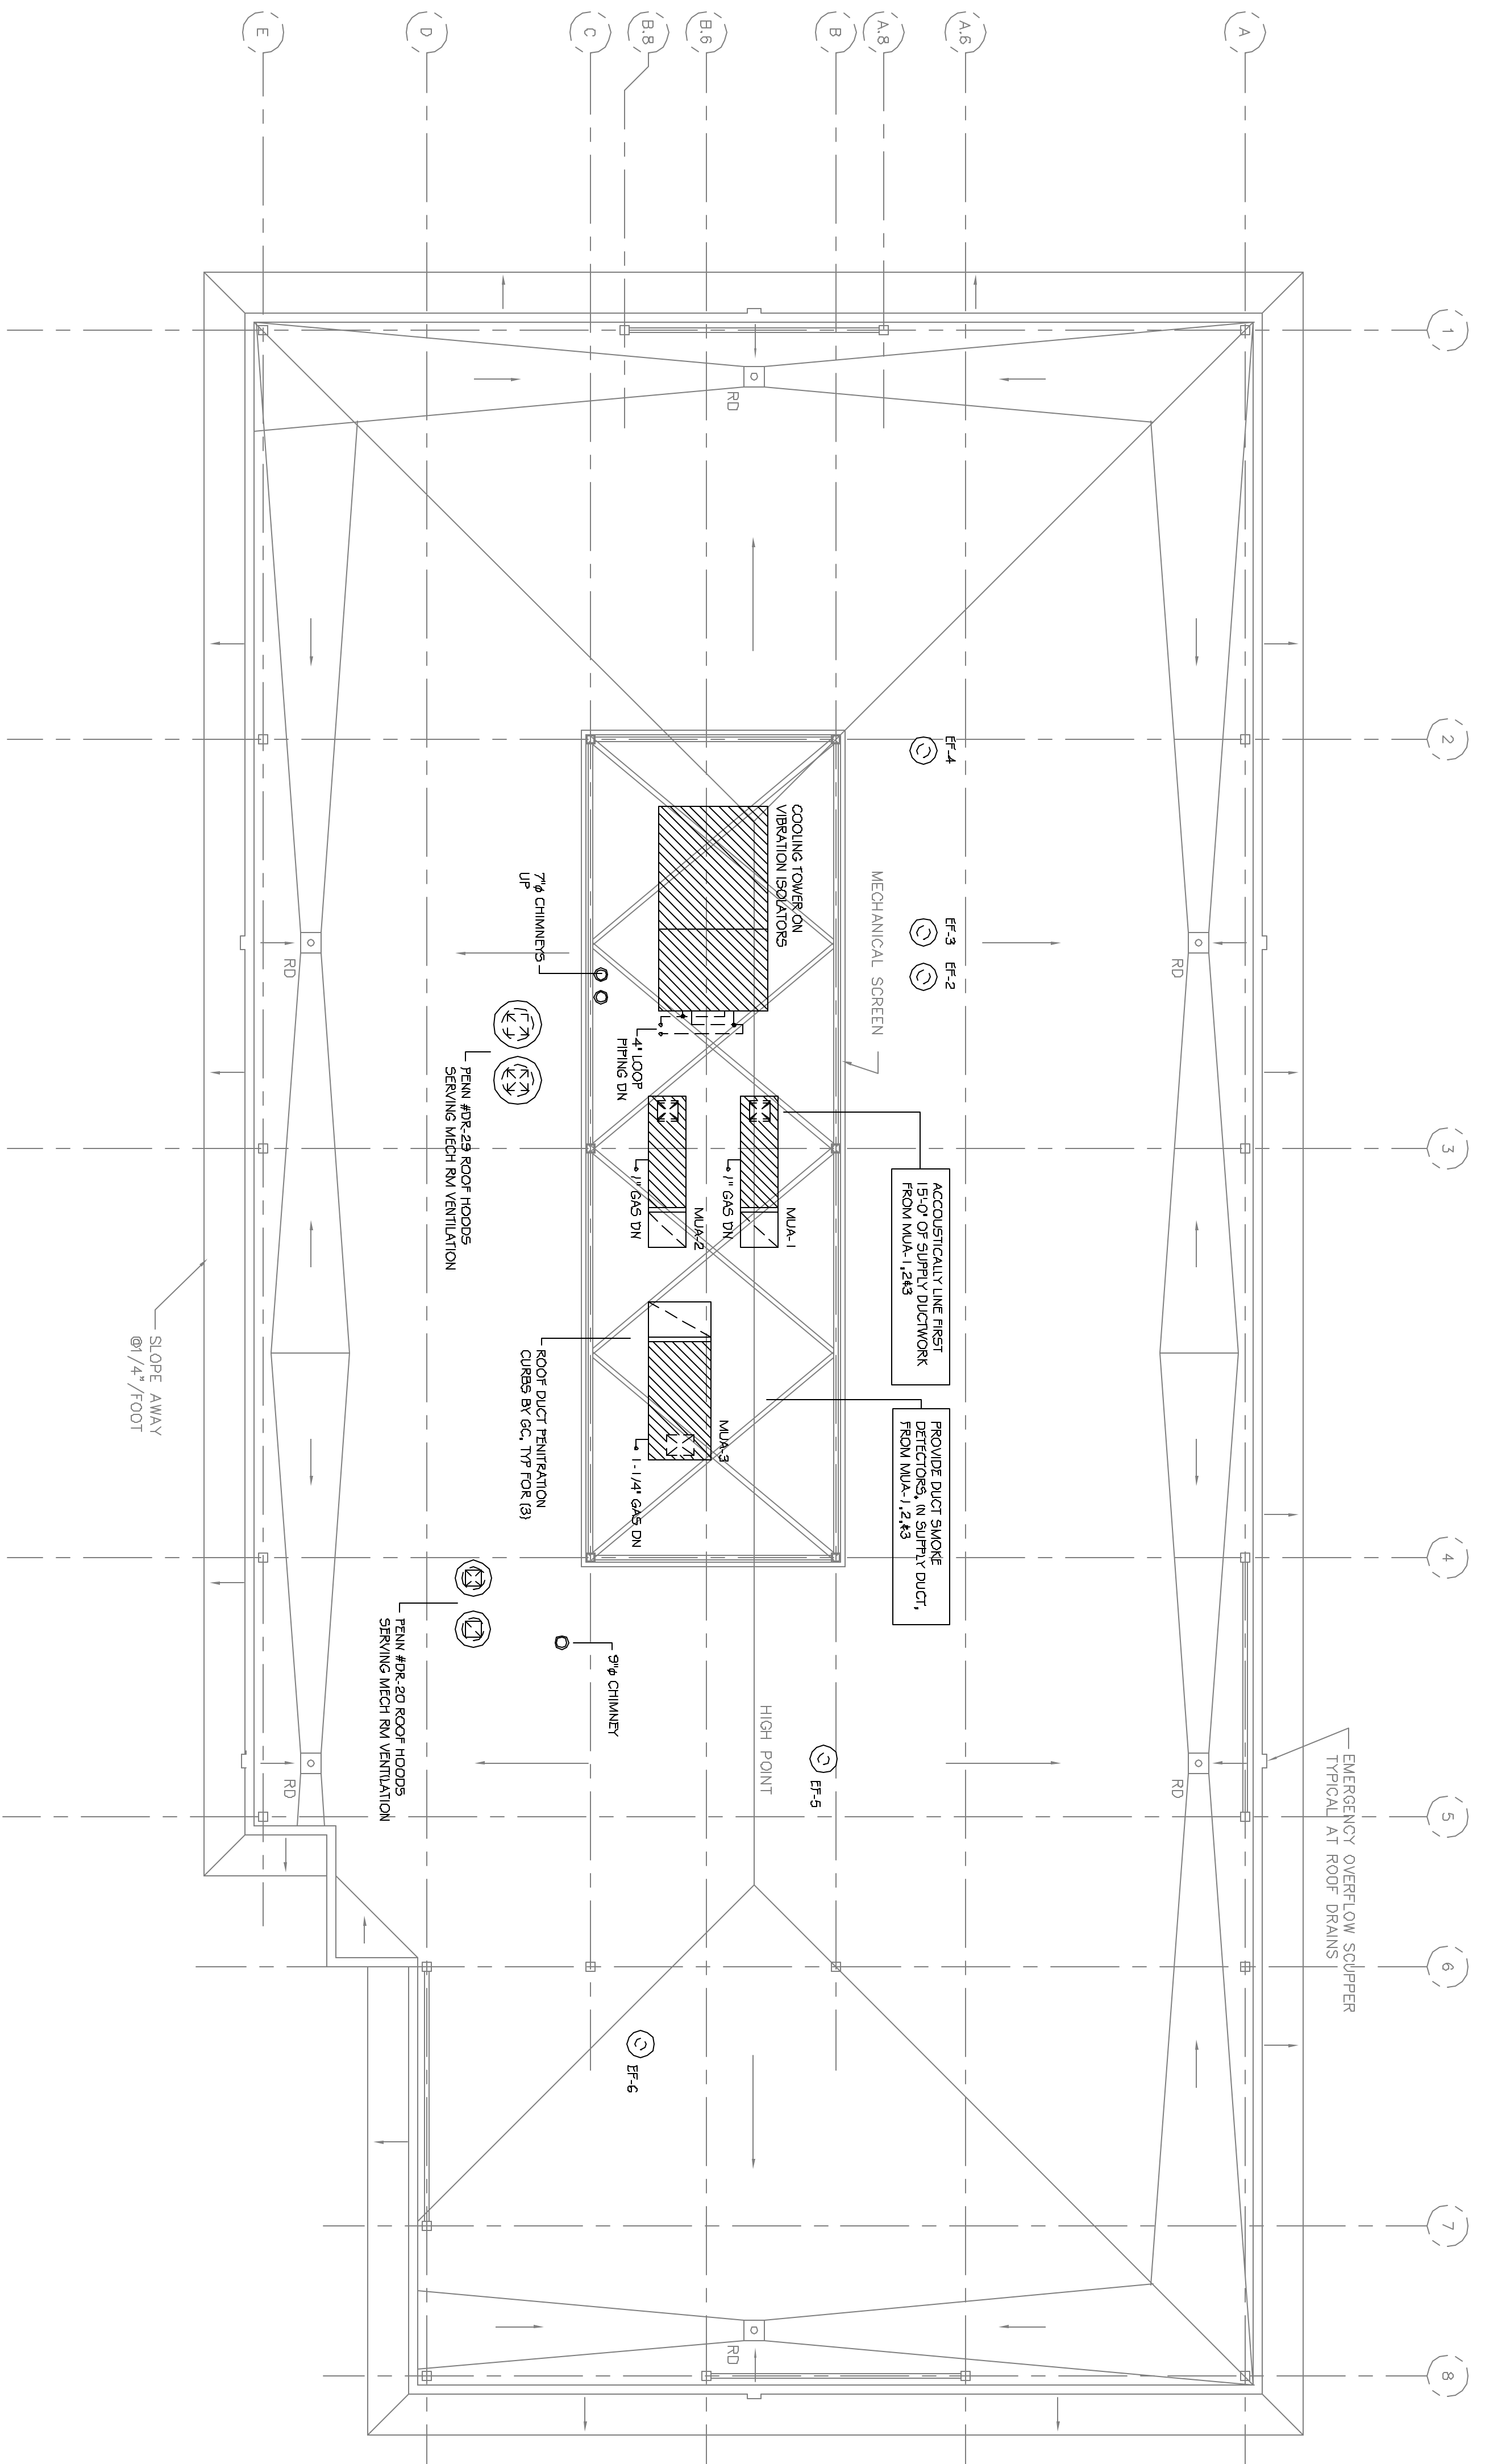 1
2
3
4
5
6
7
8
A
A.6
A.8
B
B.6
B.8
C
D
E
EMERGENCY OVERFLOW SCUPPER
TYPICAL AT ROOF DRAINS
RD
RD
EF-4
EF-3
EF-2
MECHANICAL SCREEN
ACCOUSTICALLY LINE FIRST
15'-0" OF SUPPLY DUCTWORK
FROM MUA-1,2&3
PROVIDE DUCT SMOKE
DETECTORS, IN SUPPLY DUCT,
FROM MUA-1,2,&3
COOLING TOWER ON
VIBRATION ISOLATORS
MUA-1
1" GAS DN
MUA-2
1" GAS DN
MUA-3
1-1/4" GAS DN
4" LOOP
PIPING DN
HIGH POINT
EF-5
EF-6
RD
RD
7"ϕ CHIMNEYS
UP
9"ϕ CHIMNEY
ROOF DUCT PENITRATION
CURBS BY GC, TYP FOR (3)
PENN #DR-29 ROOF HOODS
SERVING MECH RM VENTILATION
PENN #DR-20 ROOF HOODS
SERVING MECH RM VENTILATION
RD
RD
SLOPE AWAY
@1/4"/FOOT